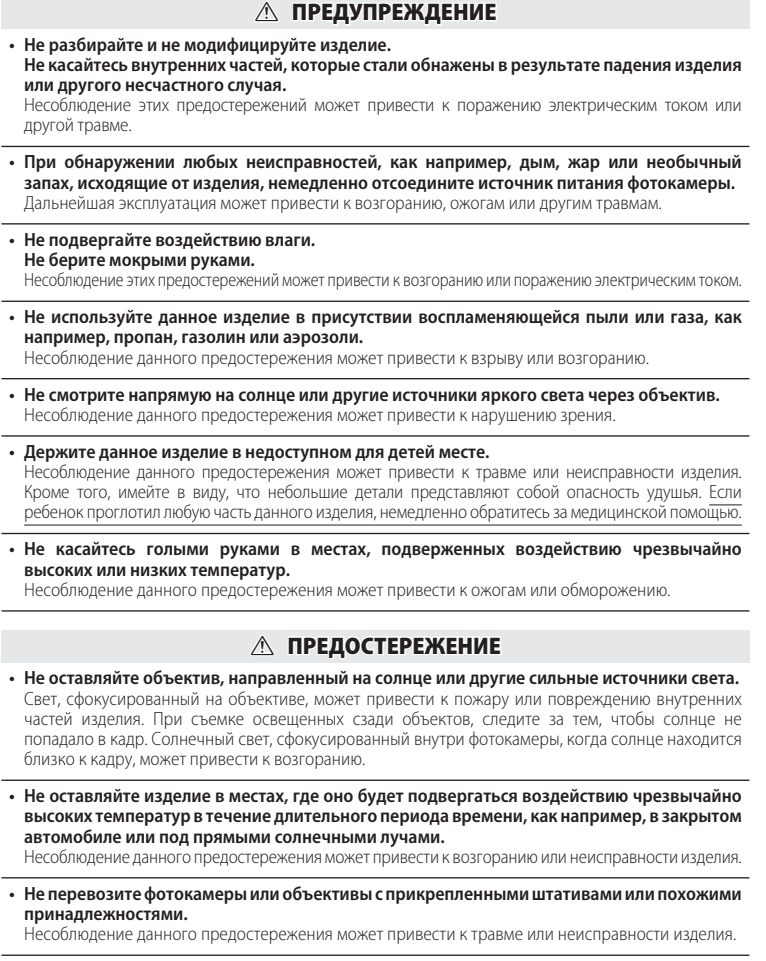 ⚠ ПРЕДУПРЕЖДЕНИЕ
• Не разбирайте и не модифицируйте изделие.
Не касайтесь внутренних частей, которые стали обнажены в результате падения изделия
или другого несчастного случая.
Несоблюдение этих предостережений может привести к поражению электрическим током или
другой травме.
• При обнаружении любых неисправностей, как например, дым, жар или необычный
запах, исходящие от изделия, немедленно отсоедините источник питания фотокамеры.
Дальнейшая эксплуатация может привести к возгоранию, ожогам или другим травмам.
• Не подвергайте воздействию влаги.
Не берите мокрыми руками.
Несоблюдение этих предостережений может привести к возгоранию или поражению электрическим током.
• Не используйте данное изделие в присутствии воспламеняющейся пыли или газа, как
например, пропан, газолин или аэрозоли.
Несоблюдение данного предостережения может привести к взрыву или возгоранию.
• Не смотрите напрямую на солнце или другие источники яркого света через объектив.
Несоблюдение данного предостережения может привести к нарушению зрения.
• Держите данное изделие в недоступном для детей месте.
Несоблюдение данного предостережения может привести к травме или неисправности изделия.
Кроме того, имейте в виду, что небольшие детали представляют собой опасность удушья. Если
ребенок проглотил любую часть данного изделия, немедленно обратитесь за медицинской помощью.
• Не касайтесь голыми руками в местах, подверженных воздействию чрезвычайно
высоких или низких температур.
Несоблюдение данного предостережения может привести к ожогам или обморожению.
⚠ ПРЕДОСТЕРЕЖЕНИЕ
• Не оставляйте объектив, направленный на солнце или другие сильные источники света.
Свет, сфокусированный на объективе, может привести к пожару или повреждению внутренних
частей изделия. При съемке освещенных сзади объектов, следите за тем, чтобы солнце не
попадало в кадр. Солнечный свет, сфокусированный внутри фотокамеры, когда солнце находится
близко к кадру, может привести к возгоранию.
• Не оставляйте изделие в местах, где оно будет подвергаться воздействию чрезвычайно
высоких температур в течение длительного периода времени, как например, в закрытом
автомобиле или под прямыми солнечными лучами.
Несоблюдение данного предостережения может привести к возгоранию или неисправности изделия.
• Не перевозите фотокамеры или объективы с прикрепленными штативами или похожими
принадлежностями.
Несоблюдение данного предостережения может привести к травме или неисправности изделия.